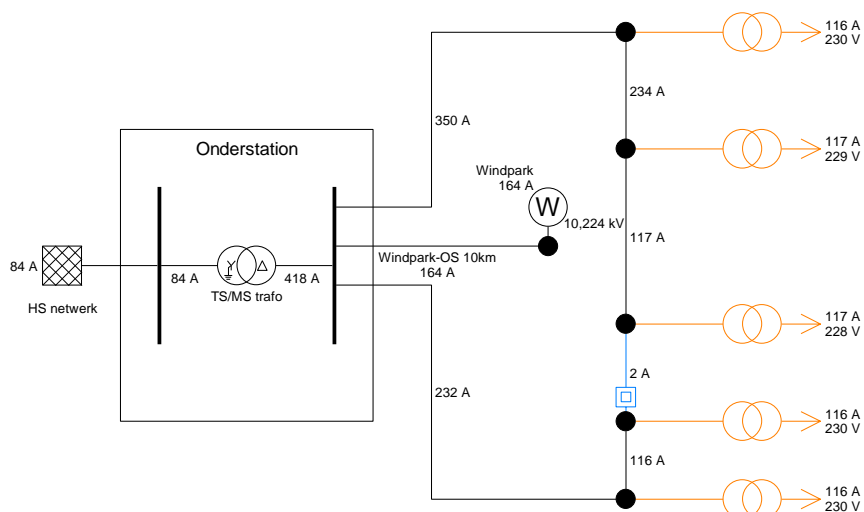 116 A
230 V
234 A
350 A
117 A
229 V
Onderstation
Windpark
164 A
W
10,224 kV
117 A
84 A
84 A
418 A
Windpark-OS 10km
164 A
TS/MS trafo
HS netwerk
117 A
228 V
2 A
232 A
116 A
230 V
116 A
116 A
230 V